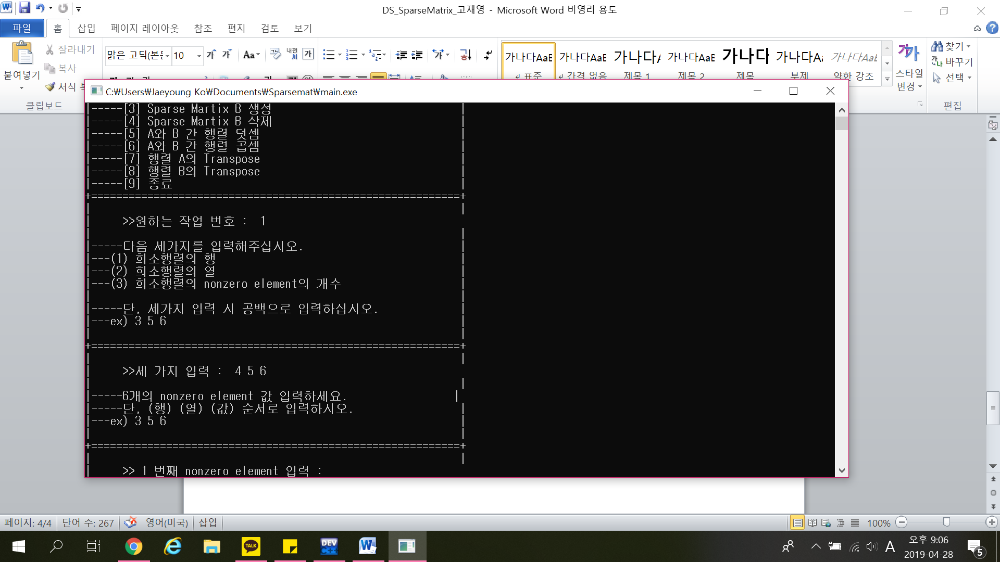 DS_SparseMatrix_고재영 - Microsoft Word 비영리 용도
파일 홈 삽입 페이지 레이아웃 참조 편지 검토 보기
붙여넣기
잘라내기
복사
서식
클립보드
맑은 고딕(본문
10
가나다AaB 가나다AaB 가나다A 가나다AaB 가나다 가나다Aa 가나다AaB
표준 간격 없음 제목 1 제목 2 제목 부제 약한 강조
스타일
변경
찾기
바꾸기
선택
편집
C:\Users\Jaeyoung Ko\Documents\Sparsemat\main.exe
|-----[3] Sparse Martix B 생성 |
|-----[4] Sparse Martix B 삭제 |
|-----[5] A와 B 간 행렬 덧셈 |
|-----[6] A와 B 간 행렬 곱셈 |
|-----[7] 행렬 A의 Transpose |
|-----[8] 행렬 B의 Transpose |
|-----[9] 종료 |
+===========================================================+
| |
| >>원하는 작업 번호 : 1
| |
|-----다음 세가지를 입력해주십시오. |
|---(1) 희소행렬의 행 |
|---(2) 희소행렬의 열 |
|---(3) 희소행렬의 nonzero element의 개수 |
| |
|-----단, 세가지 입력 시 공백으로 입력하십시오. |
|---ex) 3 5 6 |
| |
+===========================================================+
| |
| >>세 가지 입력 : 4 5 6
| |
|-----6개의 nonzero element 값 입력하세요. |
|-----단, (행) (열) (값) 순서로 입력하시오. |
|---ex) 3 5 6 |
| |
+===========================================================+
| |
| >> 1 번째 nonzero element 입력 :
페이지: 4/4 단어 수: 267 영어(미국) 삽입 100%
TALK
DEV C++
A
오후 9:06
2019-04-28
5